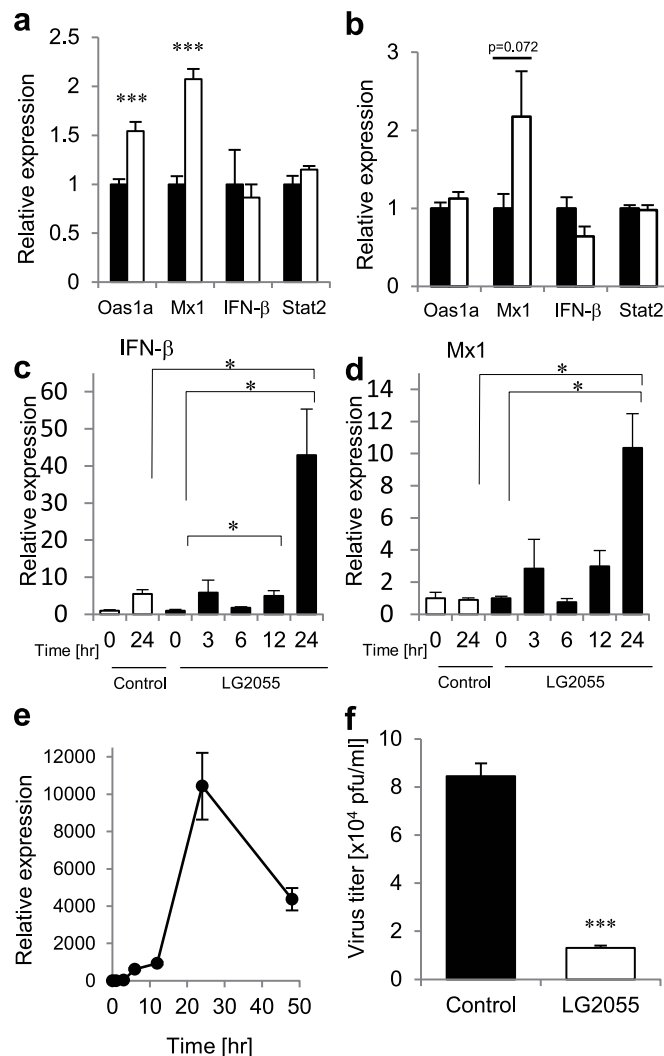 a
Relative expression
2.5
2
1.5
1
0.5
0
***
***
Oas1a Mx1 IFN-β Stat2
b
Relative expression
3
2
1
0
p=0.072
Oas1a Mx1 IFN-β Stat2
c
IFN-β
Relative expression
60
50
40
30
20
10
0
*
*
*
Time [hr] 0 24 0 3 6 12 24
Control LG2055
d
Mx1
Relative expression
14
12
10
8
6
4
2
0
*
*
Time [hr] 0 24 0 3 6 12 24
Control LG2055
e
Relative expression
12000
10000
8000
6000
4000
2000
0
0 10 20 30 40 50
Time [hr]
f
Virus titer [x10⁴ pfu/ml]
10
8
6
4
2
0
***
Control LG2055